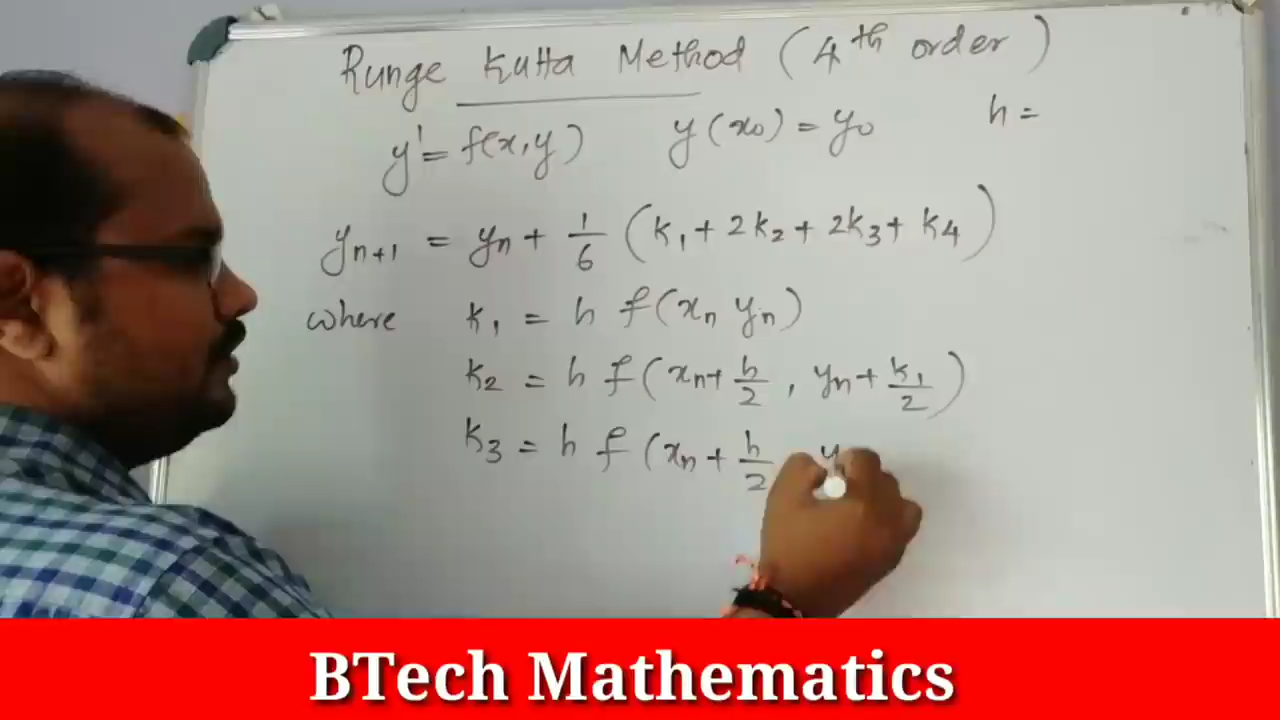 Runge Kutta Method (4th order)
y' = f(x,y) y(x0) = y0 h =
yn+1 = yn + 1/6 (k1 + 2k2 + 2k3 + k4)
where k1 = h f(xn yn)
k2 = h f(xn + h/2, yn + k1/2)
k3 = h f(xn + h/2 y
BTech Mathematics